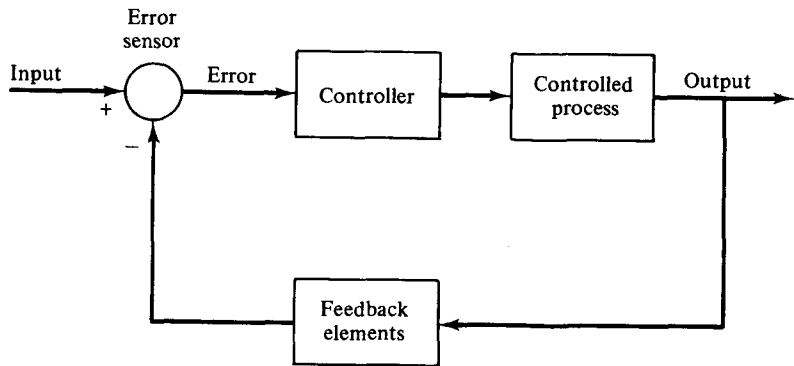 Error
sensor
Input
+
−
Error
Controller
Controlled
process
Output
Feedback
elements